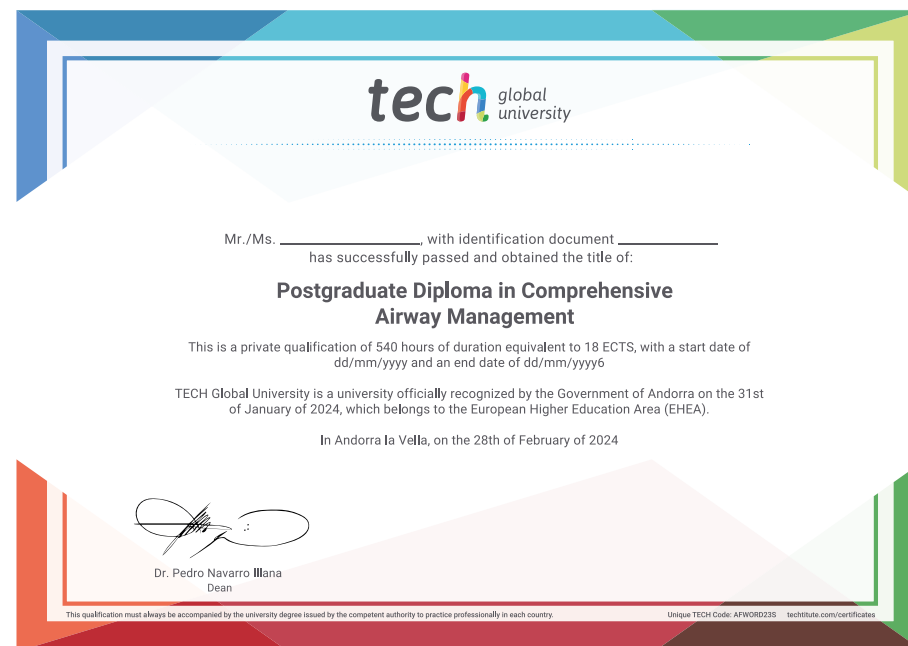 tech global
university
Mr./Ms. ____________________, with identification document ______________
has successfully passed and obtained the title of:
Postgraduate Diploma in Comprehensive
Airway Management
This is a private qualification of 540 hours of duration equivalent to 18 ECTS, with a start date of
dd/mm/yyyy and an end date of dd/mm/yyyy6
TECH Global University is a university officially recognized by the Government of Andorra on the 31st
of January of 2024, which belongs to the European Higher Education Area (EHEA).
In Andorra la Vella, on the 28th of February of 2024
Dr. Pedro Navarro Illana
Dean
This qualification must always be accompanied by the university degree issued by the competent authority to practice professionally in each country. Unique TECH Code: AFWORD23S techtitute.com/certificates